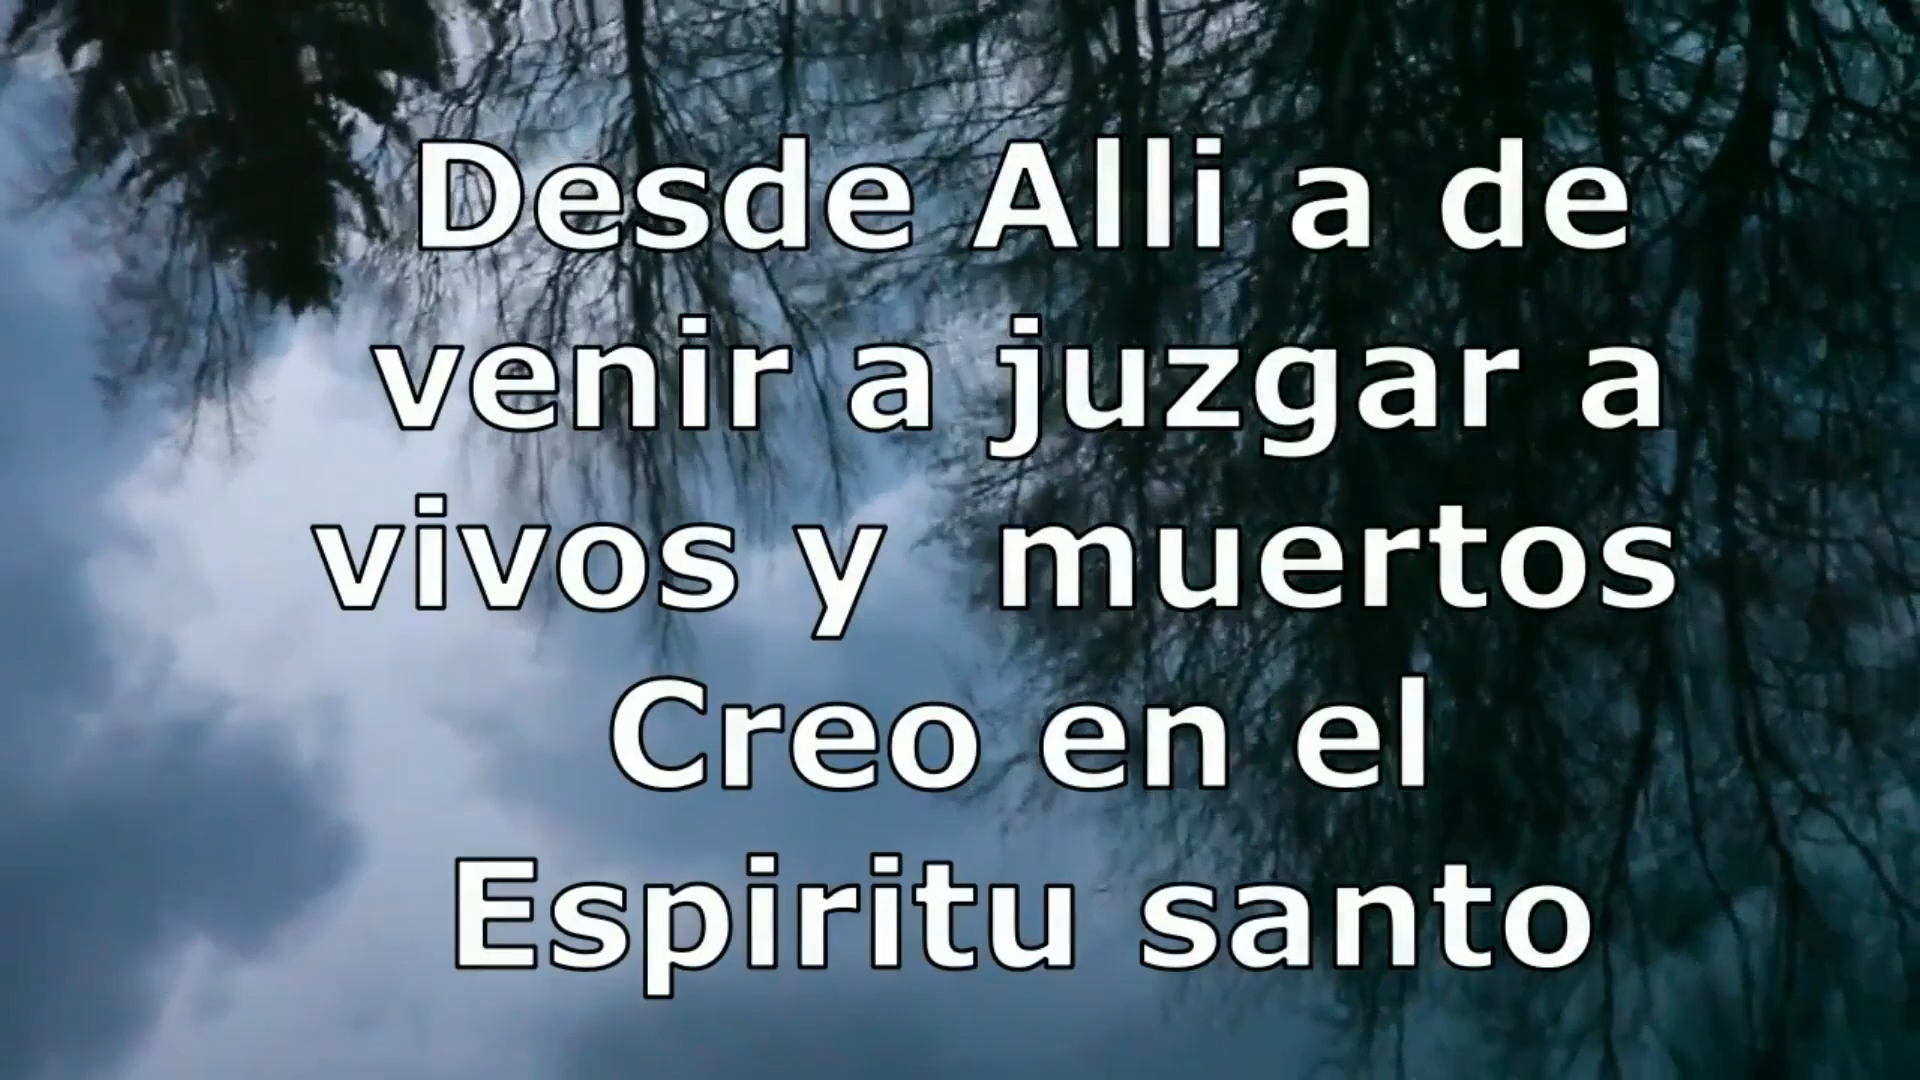 Desde Alli a de
venir a juzgar a
vivos y  muertos
Creo en el
Espiritu santo